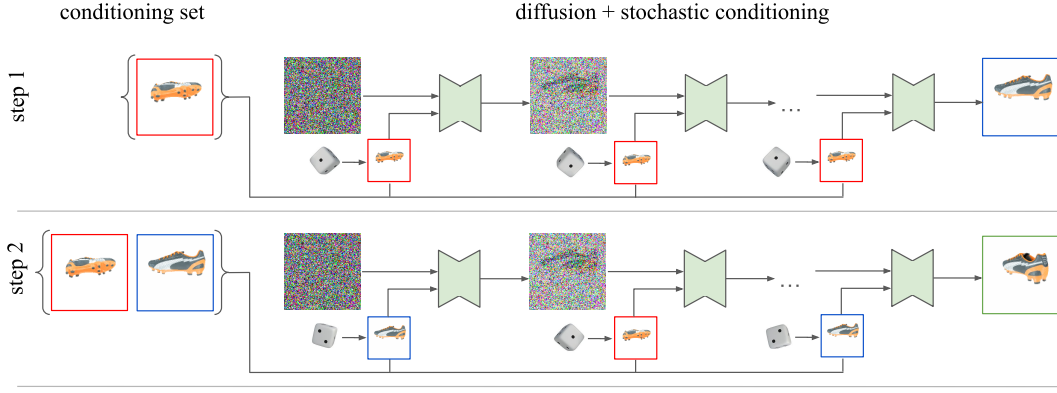 conditioning set
diffusion + stochastic conditioning
step 1
...
step 2
...